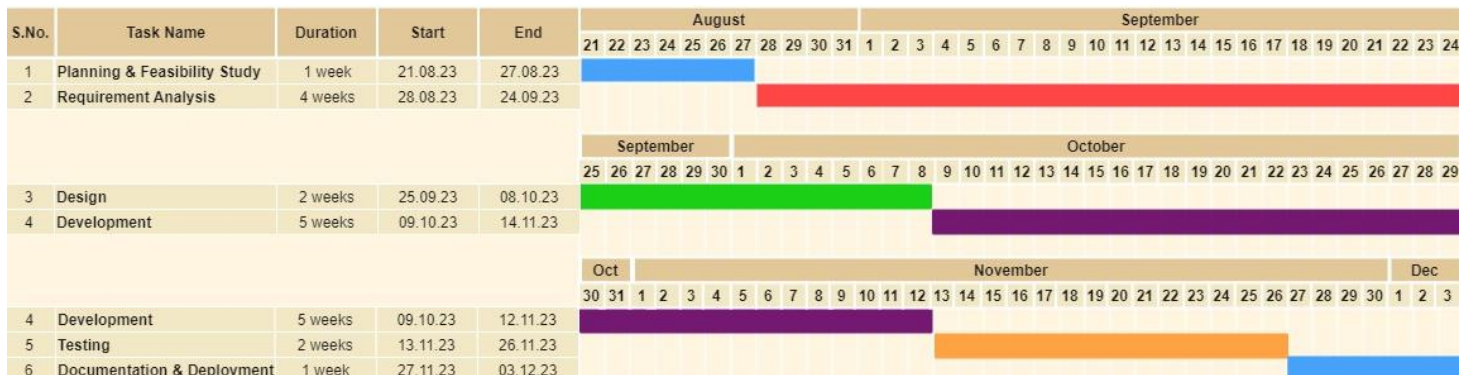 S.No. Task Name Duration Start End August September
21 22 23 24 25 26 27 28 29 30 31 1 2 3 4 5 6 7 8 9 10 11 12 13 14 15 16 17 18 19 20 21 22 23 24
1 Planning & Feasibility Study 1 week 21.08.23 27.08.23
2 Requirement Analysis 4 weeks 28.08.23 24.09.23
September October
25 26 27 28 29 30 1 2 3 4 5 6 7 8 9 10 11 12 13 14 15 16 17 18 19 20 21 22 23 24 25 26 27 28 29
3 Design 2 weeks 25.09.23 08.10.23
4 Development 5 weeks 09.10.23 14.11.23
Oct November Dec
30 31 1 2 3 4 5 6 7 8 9 10 11 12 13 14 15 16 17 18 19 20 21 22 23 24 25 26 27 28 29 30 1 2 3
4 Development 5 weeks 09.10.23 12.11.23
5 Testing 2 weeks 13.11.23 26.11.23
6 Documentation & Deployment 1 week 27.11.23 03.12.23